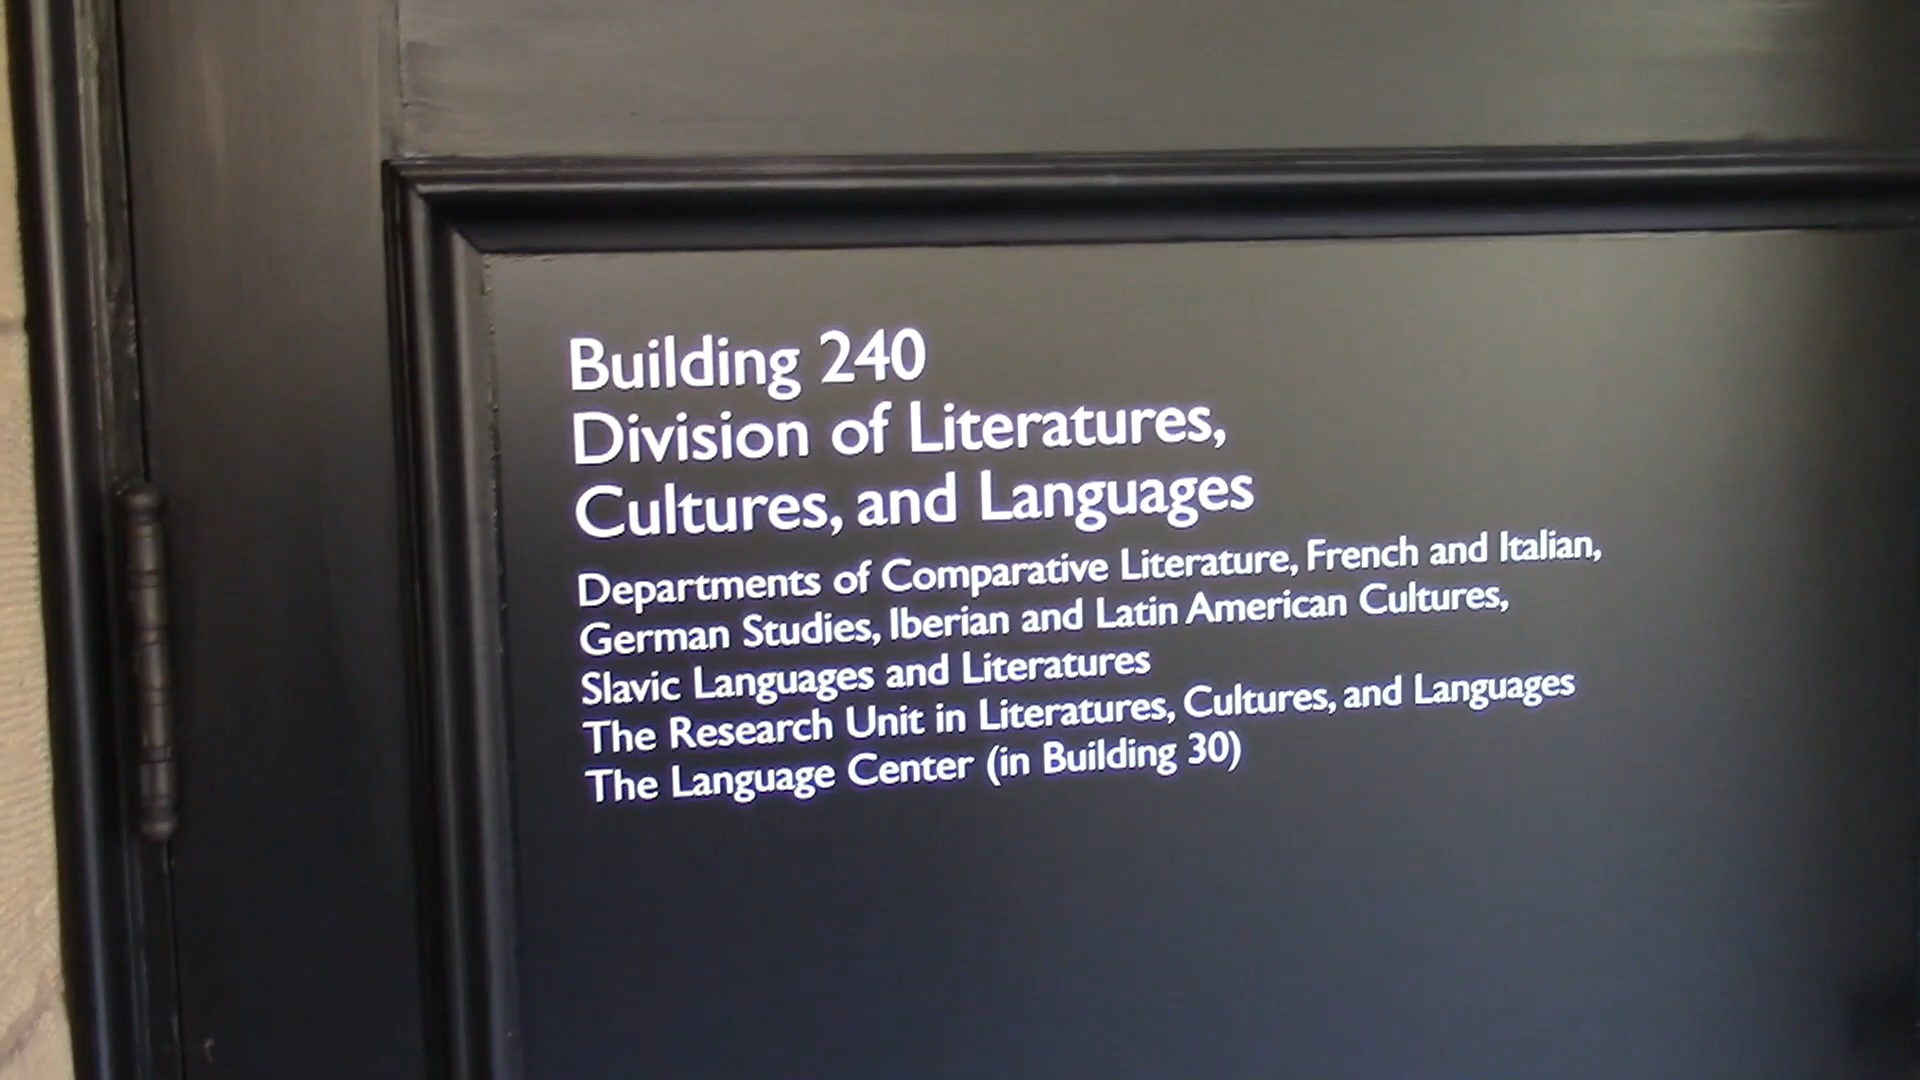 Building 240
Division of Literatures,
Cultures, and Languages
Departments of Comparative Literature, French and Italian,
German Studies, Iberian and Latin American Cultures,
Slavic Languages and Literatures
The Research Unit in Literatures, Cultures, and Languages
The Language Center (in Building 30)